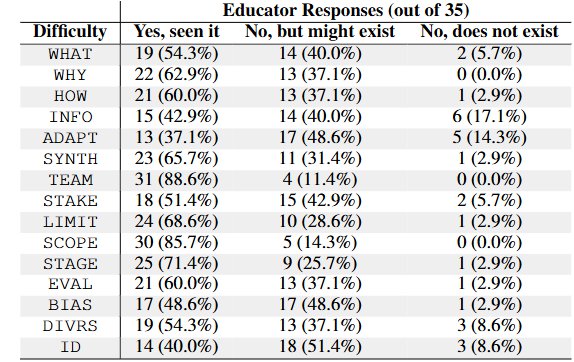 Educator Responses (out of 35)
Difficulty Yes, seen it No, but might exist No, does not exist
WHAT 19 (54.3%) 14 (40.0%) 2 (5.7%)
WHY 22 (62.9%) 13 (37.1%) 0 (0.0%)
HOW 21 (60.0%) 13 (37.1%) 1 (2.9%)
INFO 15 (42.9%) 14 (40.0%) 6 (17.1%)
ADAPT 13 (37.1%) 17 (48.6%) 5 (14.3%)
SYNTH 23 (65.7%) 11 (31.4%) 1 (2.9%)
TEAM 31 (88.6%) 4 (11.4%) 0 (0.0%)
STAKE 18 (51.4%) 15 (42.9%) 2 (5.7%)
LIMIT 24 (68.6%) 10 (28.6%) 1 (2.9%)
SCOPE 30 (85.7%) 5 (14.3%) 0 (0.0%)
STAGE 25 (71.4%) 9 (25.7%) 1 (2.9%)
EVAL 21 (60.0%) 13 (37.1%) 1 (2.9%)
BIAS 17 (48.6%) 17 (48.6%) 1 (2.9%)
DIVRS 19 (54.3%) 13 (37.1%) 3 (8.6%)
ID 14 (40.0%) 18 (51.4%) 3 (8.6%)